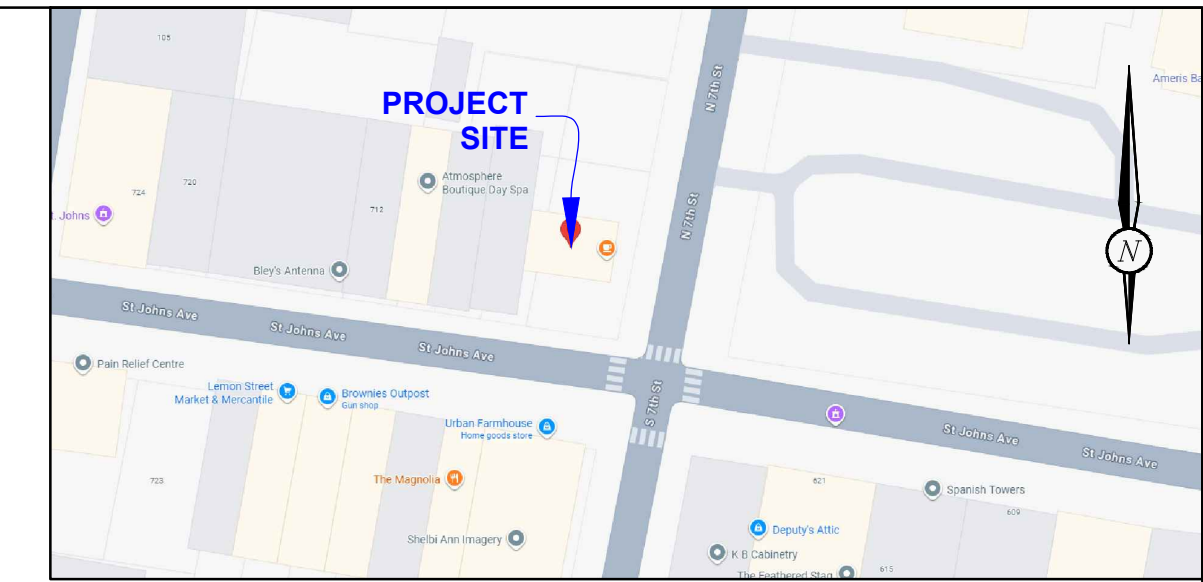 105
N 7th St
Ameris Ba
PROJECT
SITE
Atmosphere
Boutique Day Spa
724
720
712
t. Johns
N 7th St
N
Bley's Antenna
St Johns Ave
St Johns Ave
St Johns Ave
Pain Relief Centre
Lemon Street
Market & Mercantile
Brownies Outpost
Gun shop
S 7th St
Urban Farmhouse
Home goods store
St Johns Ave
St Johns Ave
The Magnolia
723
621
Spanish Towers
609
Deputy's Attic
Shelbi Ann Imagery
K B Cabinetry
The Feathered Stag
615